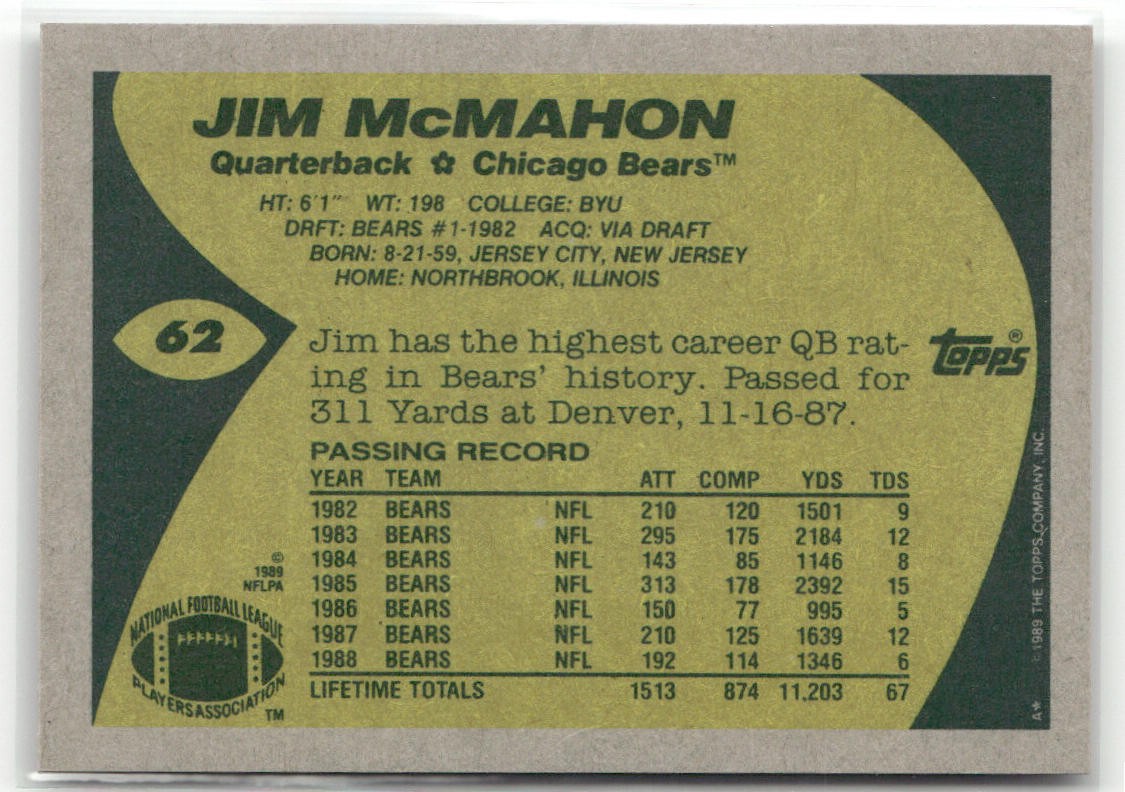 JIM McMAHON
Quarterback ☆ Chicago Bears™
HT: 6'1" WT: 198 COLLEGE: BYU
DRFT: BEARS #1-1982 ACQ: VIA DRAFT
BORN: 8-21-59, JERSEY CITY, NEW JERSEY
HOME: NORTHBROOK, ILLINOIS
62
Jim has the highest career QB rat-
ing in Bears' history. Passed for
311 Yards at Denver, 11-16-87.
topps®
PASSING RECORD
YEAR TEAM ATT COMP YDS TDS
1982 BEARS NFL 210 120 1501 9
1983 BEARS NFL 295 175 2184 12
1984 BEARS NFL 143 85 1146 8
1985 BEARS NFL 313 178 2392 15
1986 BEARS NFL 150 77 995 5
1987 BEARS NFL 210 125 1639 12
1988 BEARS NFL 192 114 1346 6
LIFETIME TOTALS 1513 874 11,203 67
©
1989
NFLPA
NATIONAL FOOTBALL LEAGUE
PLAYERS ASSOCIATION
TM
A* ©1989 THE TOPPS COMPANY, INC.